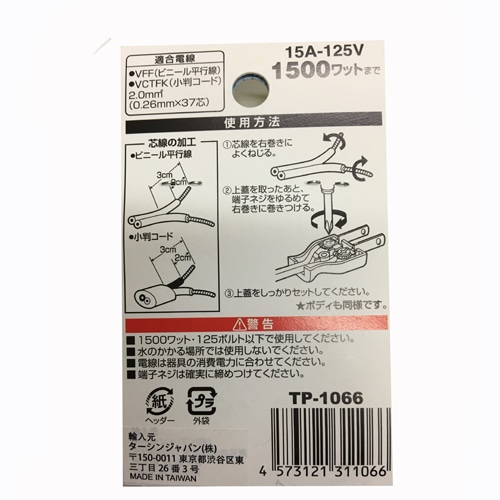 適合電線
●VFF(ビニール平行線)
●VCTFK(小判コード)
2.0m㎡
(0.26mm×37芯)
15A-125V
1500ワットまで
使用方法
芯線の加工
●ビニール平行線
3cm
2cm
●小判コード
3cm
2cm
①芯線を右巻きに
よくねじる。
②上蓋を取ったあと、
端子ネジをゆるめて
右巻きに巻きつける。
③上蓋をしっかりセットしてください。
★ボディも同様です。
⚠警告
■1500ワット・125ボルト以下で使用してください。
■水のかかる場所では使用しないでください。
■電線は器具の消費電力に合わせてください。
■端子ネジは確実に締めつけてください。
紙
ヘッダー
プラ
外袋
TP-1066
輸入元
ターシンジャパン(株)
〒150-0011 東京都渋谷区東
三丁目26番3号
MADE IN TAIWAN
4 573121 311066